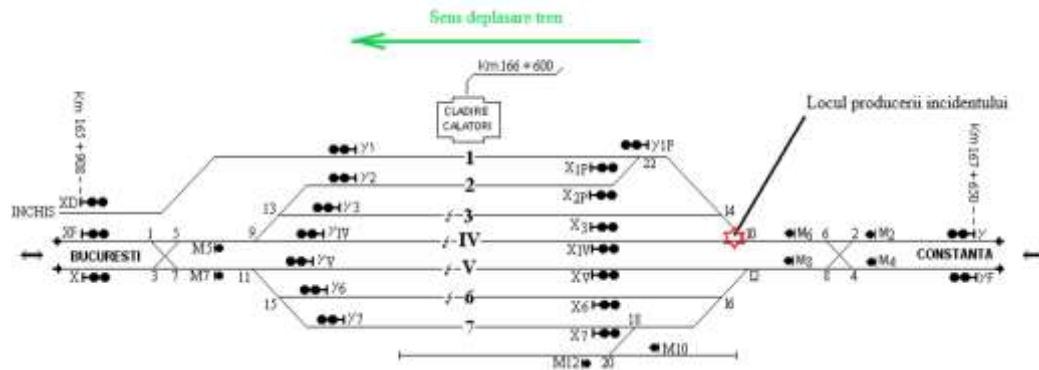 Sens deplasare tren
Km 166 + 600
Locul producerii incidentului
CLADIRE
CALATORI
Km 165 + 908
Km 167 + 650
Y1
1
X1P
Y1P
22
Y2
2
X2P
XD
INCHIS
13
Y3
3
X3
14
XF
1
5
M5
9
YIV
IV
XIV
10
M6
6
2
M2
Y
BUCURESTI
CONSTANTA
X
3
7
M7
11
YV
V
XV
12
M8
8
4
M4
YF
15
Y6
6
X6
16
Y7
7
X7
18
M10
M12
20